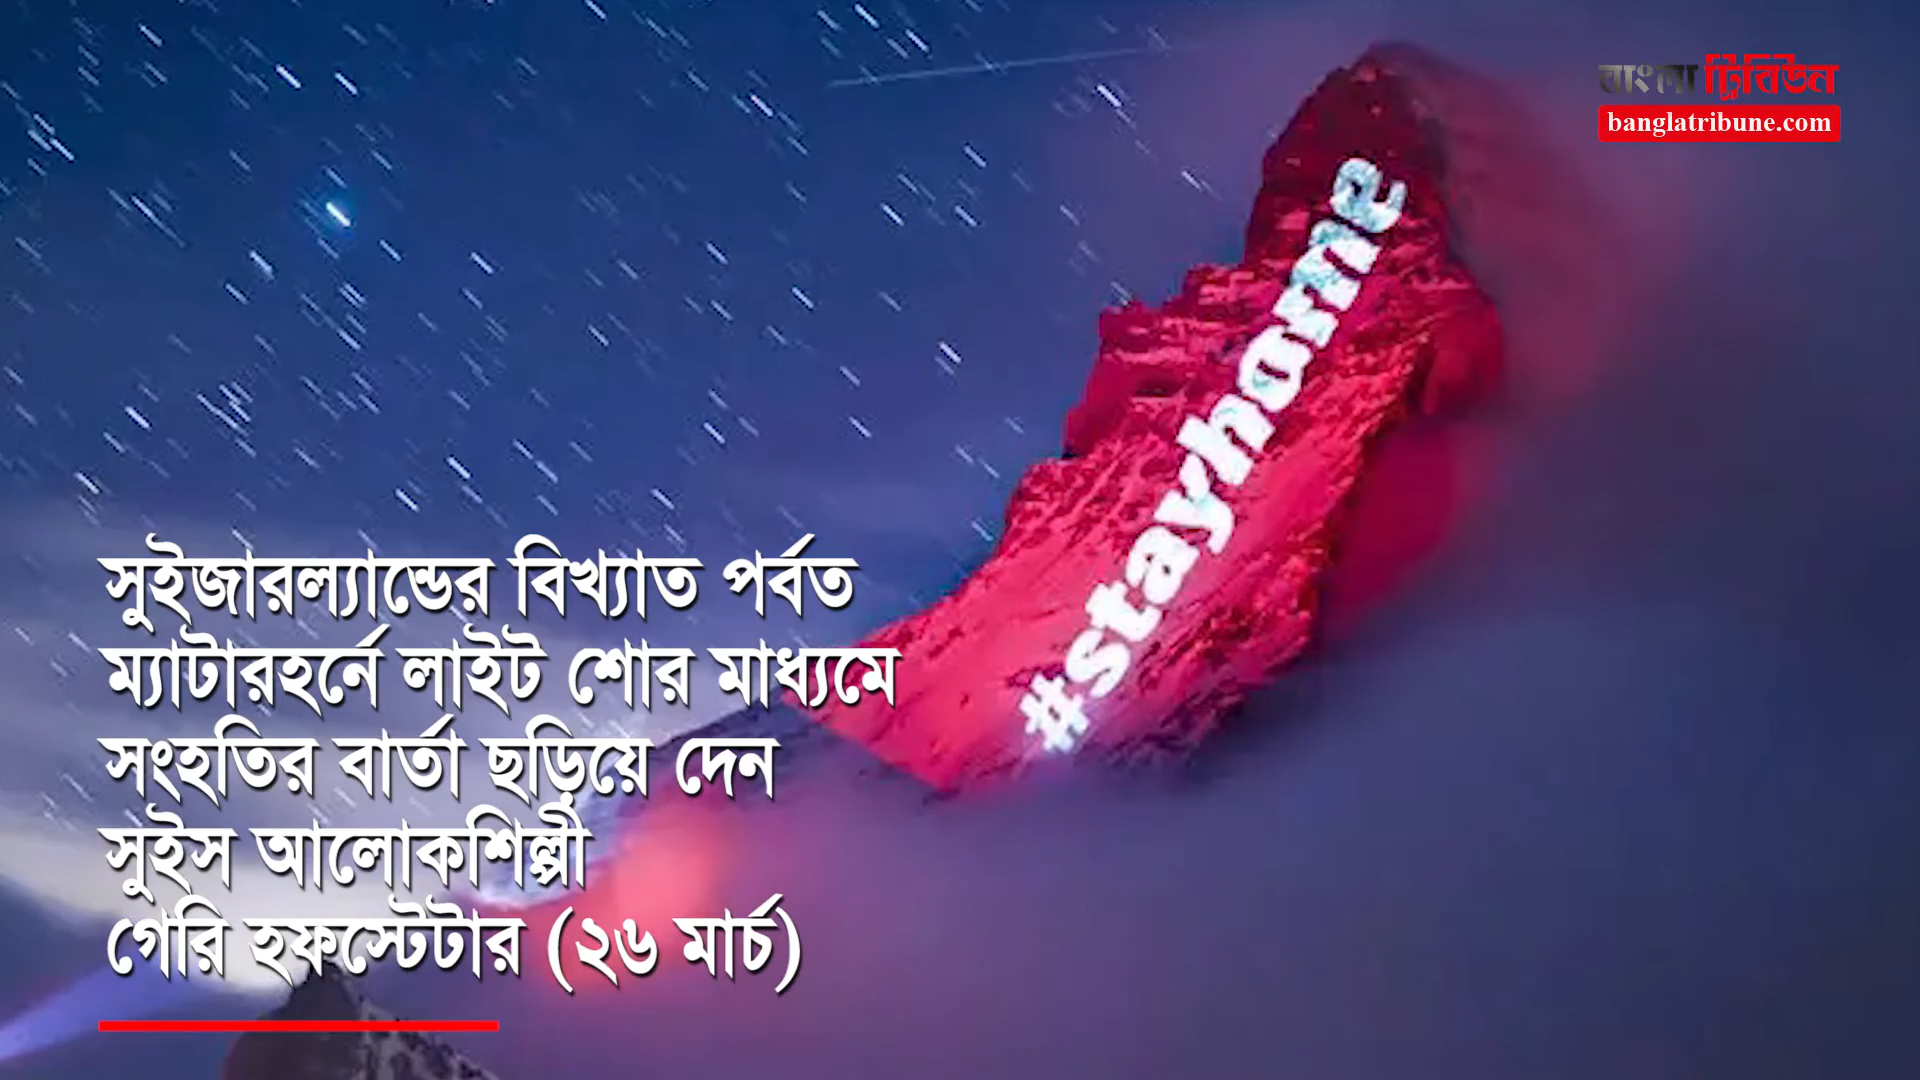 বাংলা ট্রিবিউন
banglatribune.com
#stayhome
সুইজারল্যান্ডের বিখ্যাত পর্বত
ম্যাটারহর্নে লাইট শোর মাধ্যমে
সংহতির বার্তা ছড়িয়ে দেন
সুইস আলোকশিল্পী
গেরি হফস্টেটার (২৬ মার্চ)